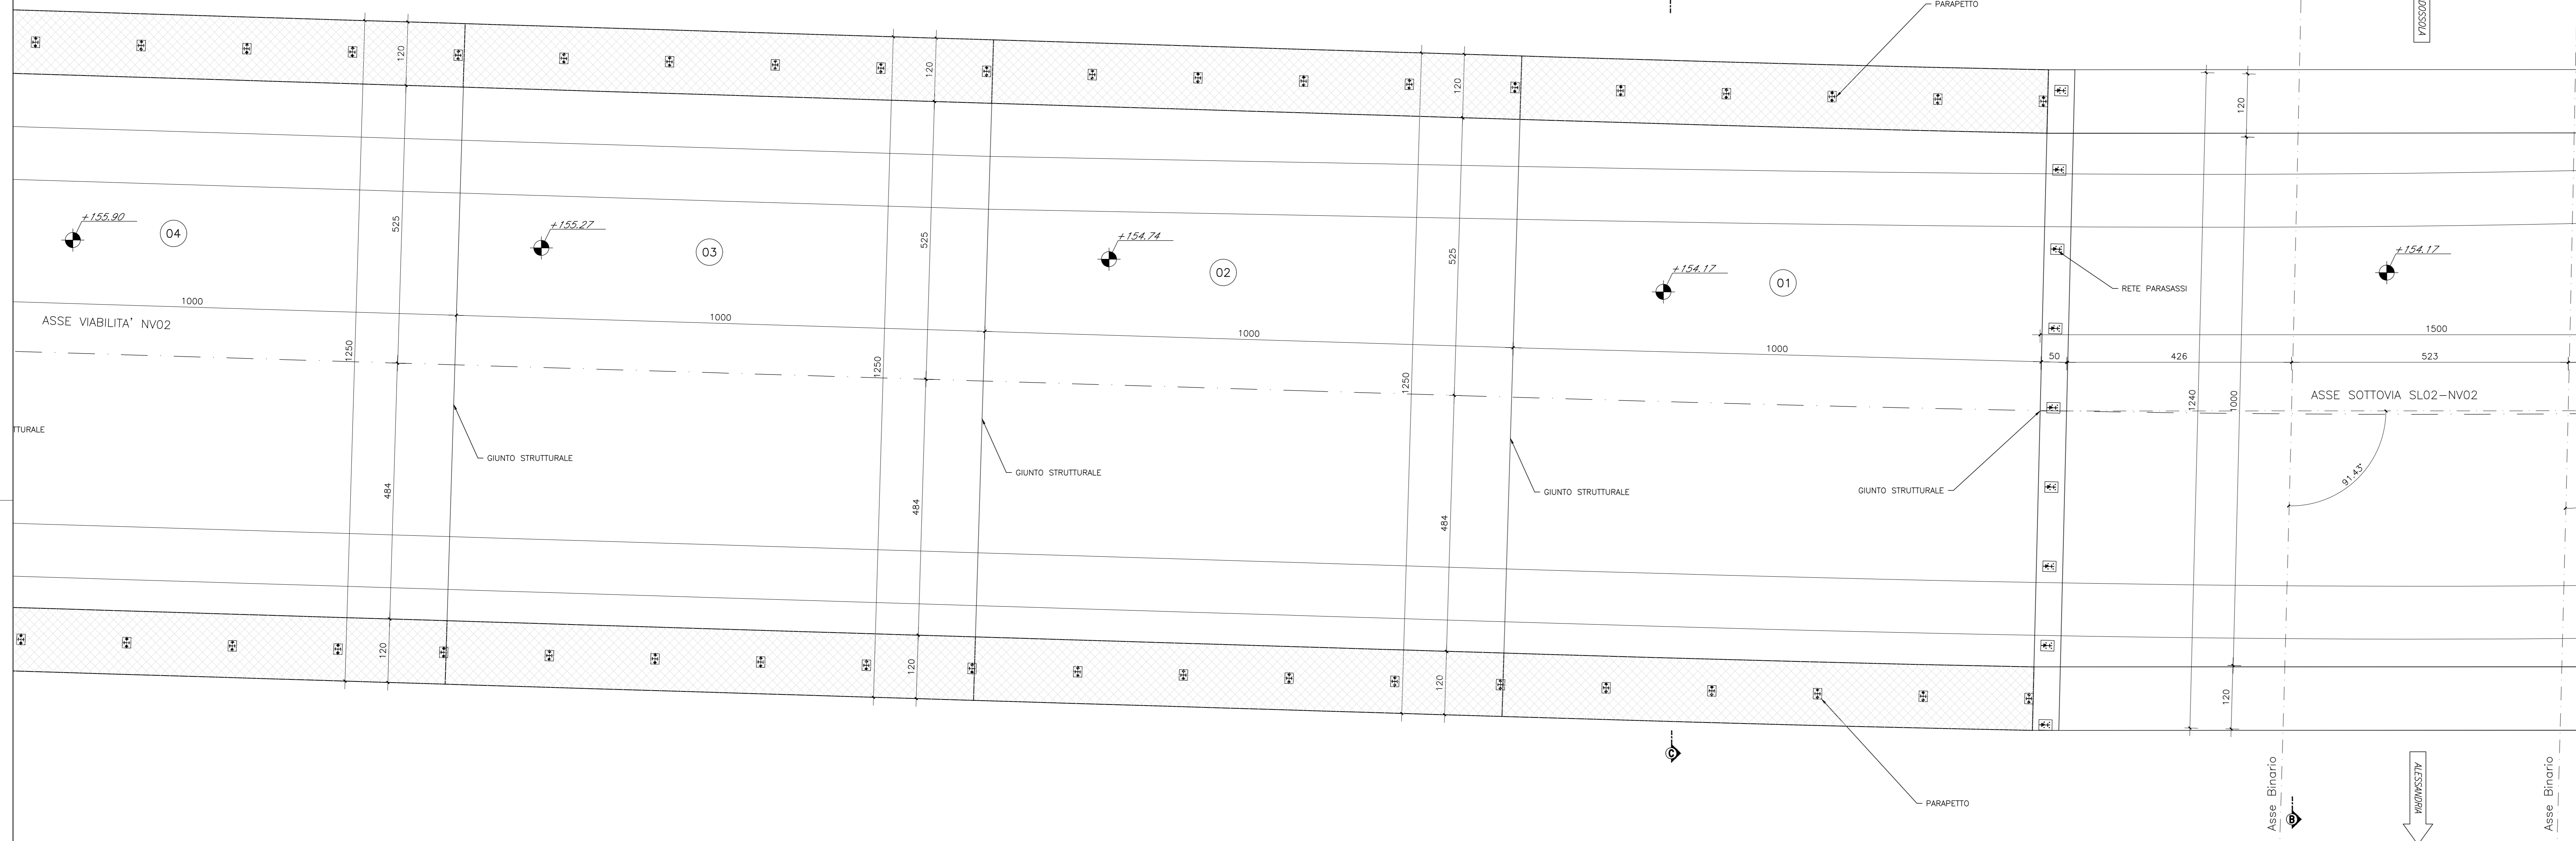 PARAPETTO
120
120
120
120
+155.90
04
525
+155.27
03
525
+154.74
02
525
+154.17
01
+154.17
RETE PARASASSI
1000
1000
1000
1000
1500
50
426
523
ASSE VIABILITA' NV02
1250
1250
1250
1240
1000
ASSE SOTTOVIA SL02-NV02
91.43°
GIUNTO STRUTTURALE
GIUNTO STRUTTURALE
GIUNTO STRUTTURALE
GIUNTO STRUTTURALE
484
484
484
120
120
120
120
C
PARAPETTO
Asse Binario
B
ALESSANDRIA
Asse Binario